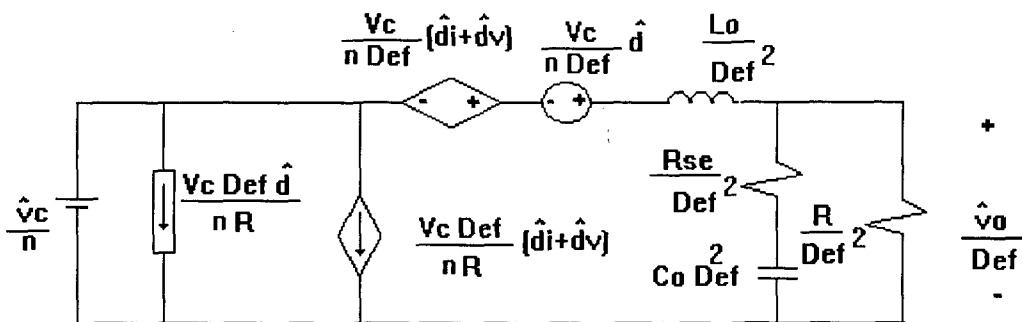 Vc
n Def
(d̂i+d̂v)
Vc
n Def
d̂
Lo
Def 2
+
v̂c
n
Vc Def d̂
n R
Vc Def
n R
(d̂i+d̂v)
Rse
Def 2
Co Def 2
R
Def 2
v̂o
Def
-
- +
- +